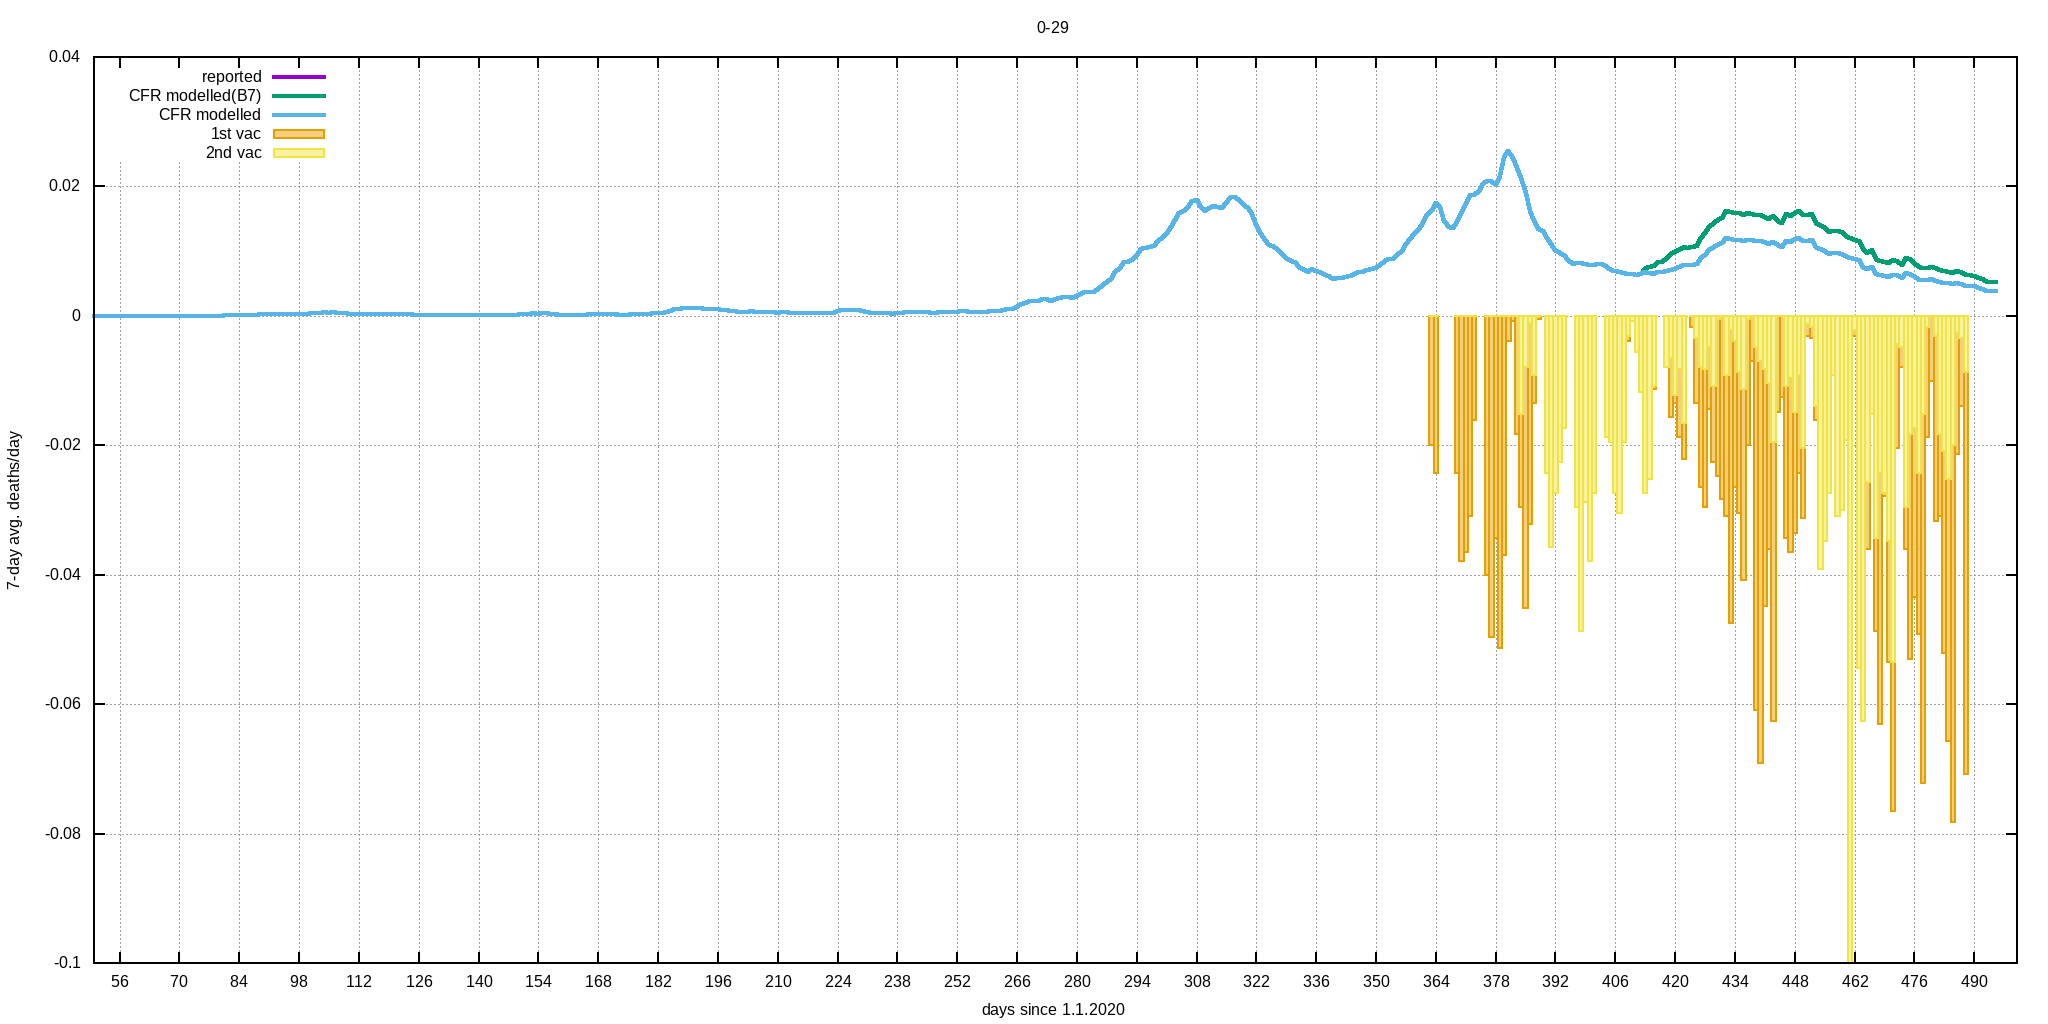 0-29
0.04
0.02
0
-0.02
-0.04
-0.06
-0.08
-0.1
7-day avg. deaths/day
reported
CFR modelled(B7)
CFR modelled
1st vac
2nd vac
56 70 84 98 112 126 140 154 168 182 196 210 224 238 252 266 280 294 308 322 336 350 364 378 392 406 420 434 448 462 476 490
days since 1.1.2020